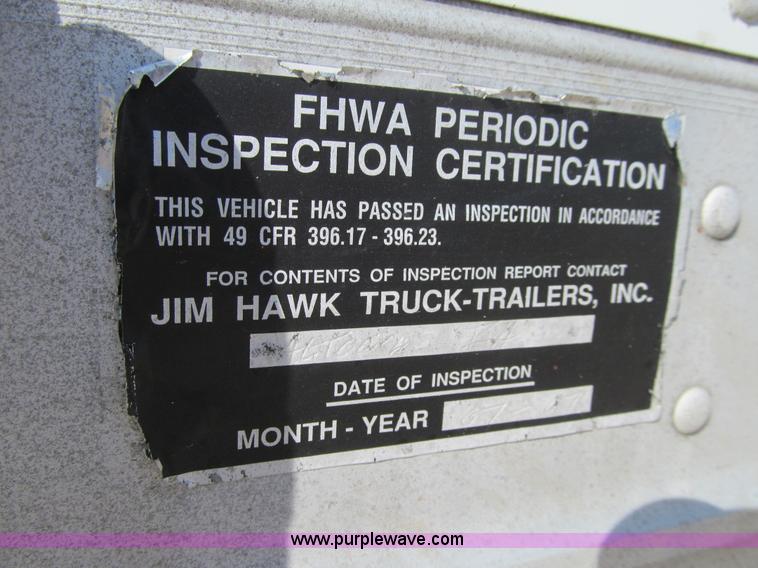 FHWA PERIODIC
INSPECTION CERTIFICATION
THIS VEHICLE HAS PASSED AN INSPECTION IN ACCORDANCE
WITH 49 CFR 396.17 - 396.23.
FOR CONTENTS OF INSPECTION REPORT CONTACT
JIM HAWK TRUCK-TRAILERS, INC.
DATE OF INSPECTION
MONTH - YEAR
www.purplewave.com